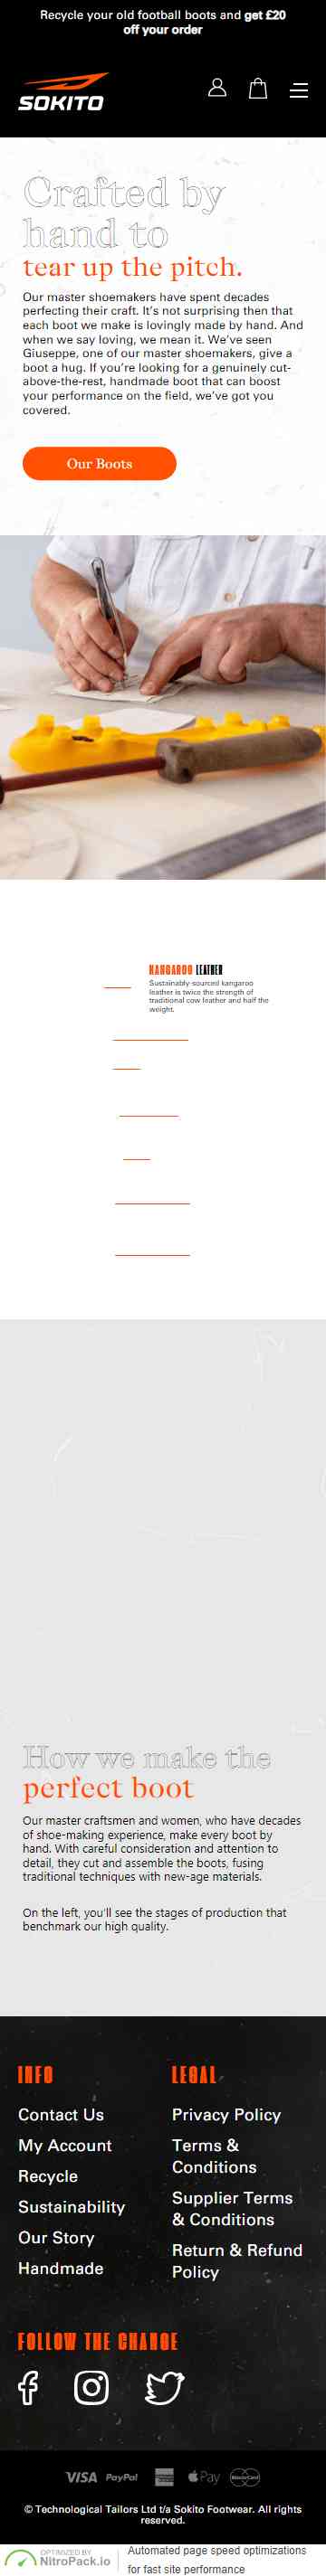 Recycle your old football boots and get £20
off your order
SOKITO
Crafted by
hand to
tear up the pitch.
Our master shoemakers have spent decades
perfecting their craft. It's not surprising then that
each boot we make is lovingly made by hand. And
when we say loving, we mean it. We've seen
Giuseppe, one of our master shoemakers, give a
boot a hug. If you're looking for a genuinely cut-
above-the-rest, handmade boot that can boost
your performance on the field, we've got you
covered.
Our Boots
KANGAROO LEATHER
Sustainably-sourced kangaroo
leather is twice the strength of
traditional cow leather and half the
weight.
How we make the
perfect boot
Our master craftsmen and women, who have decades
of shoe-making experience, make every boot by
hand. With careful consideration and attention to
detail, they cut and assemble the boots, fusing
traditional techniques with new-age materials.
On the left, you'll see the stages of production that
benchmark our high quality.
INFO
Contact Us
My Account
Recycle
Sustainability
Our Story
Handmade
LEGAL
Privacy Policy
Terms &
Conditions
Supplier Terms
& Conditions
Return & Refund
Policy
FOLLOW THE CHANGE
VISA PayPal Pay MasterCard
© Technological Tailors Ltd t/a Sokito Footwear. All rights
reserved.
OPTIMIZED BY
NitroPack.io
Automated page speed optimizations
for fast site performance